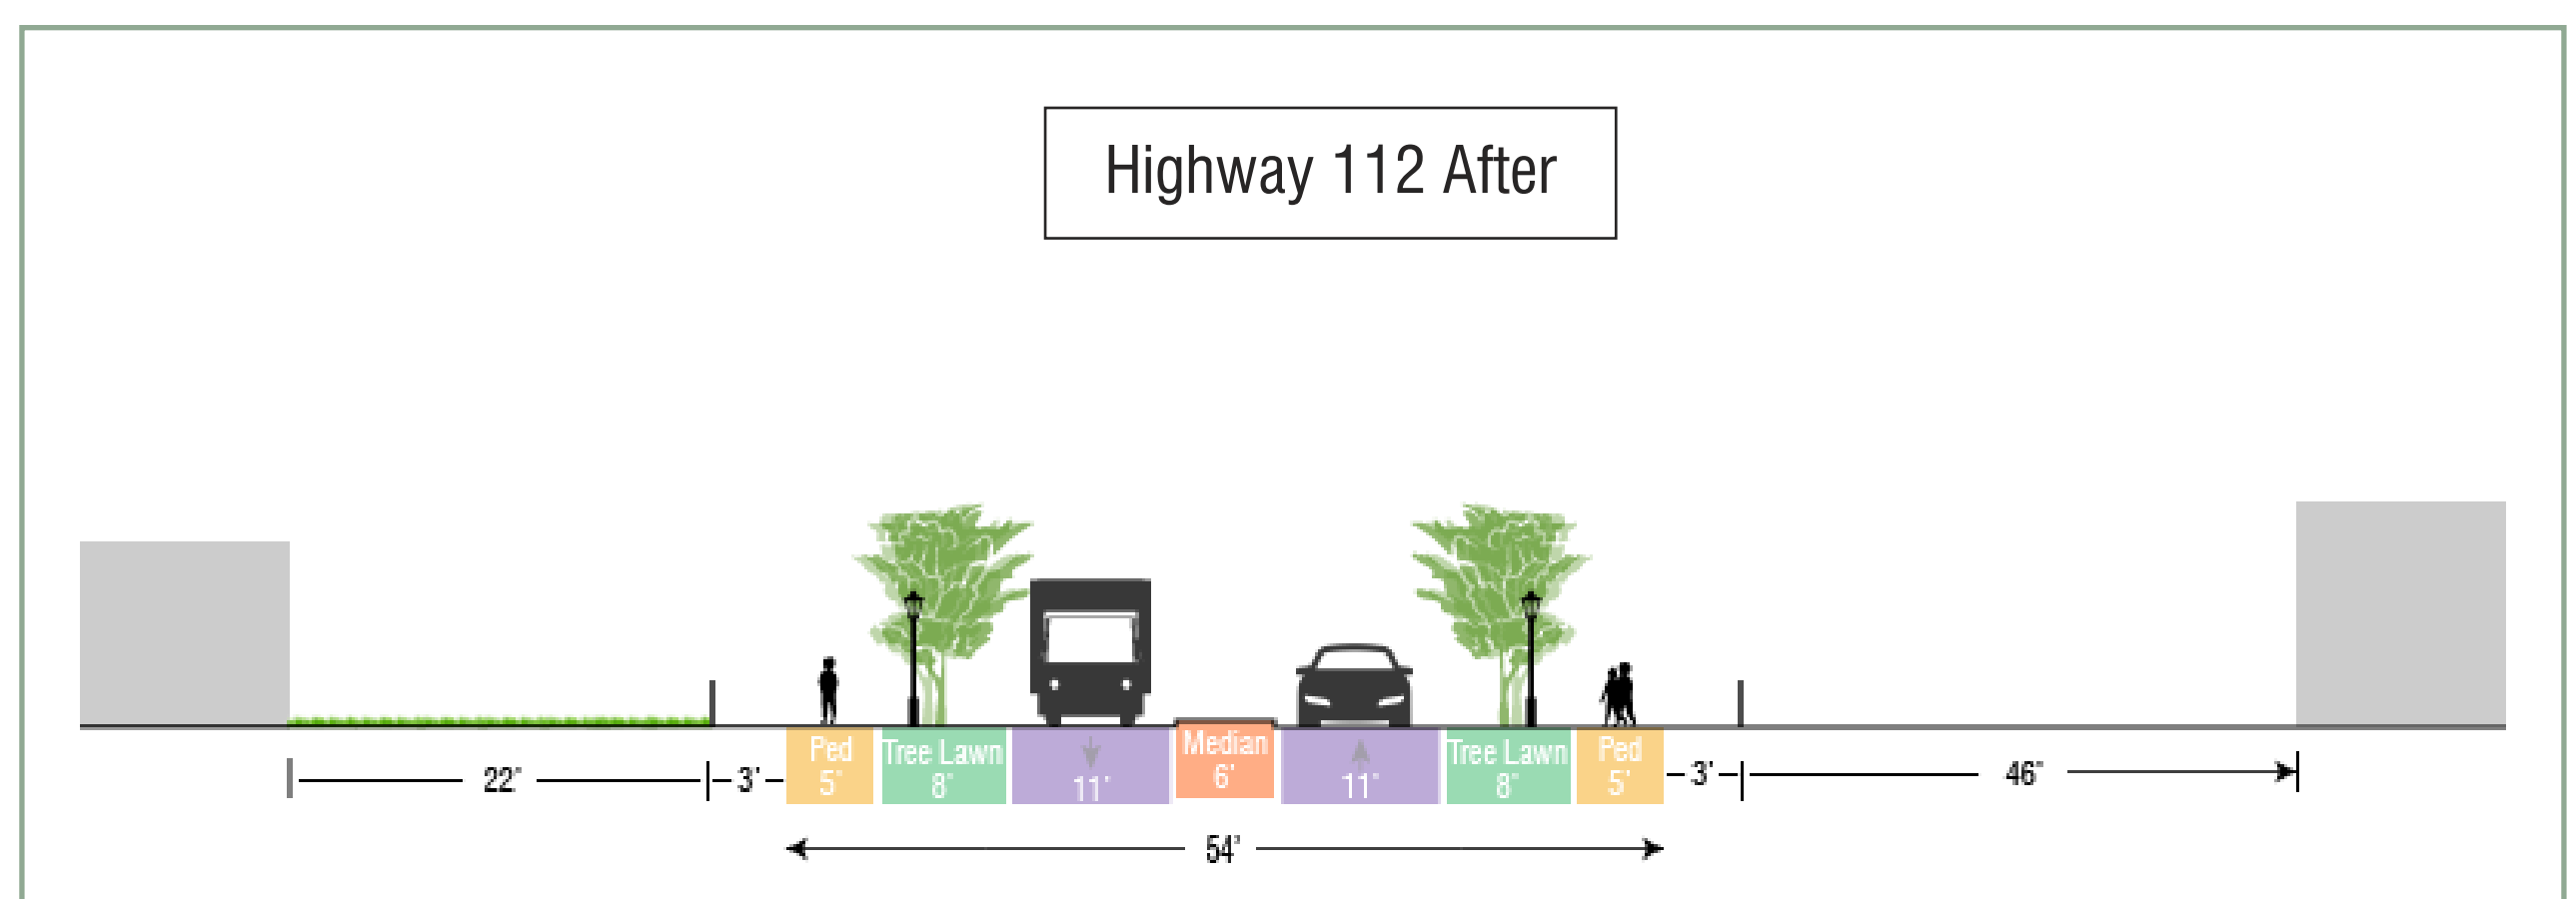 Highway 112 After
Ped
5'
Tree Lawn
8'
11'
Median
6'
11'
Tree Lawn
8'
Ped
5'
22'
3'
3'
46'
54'